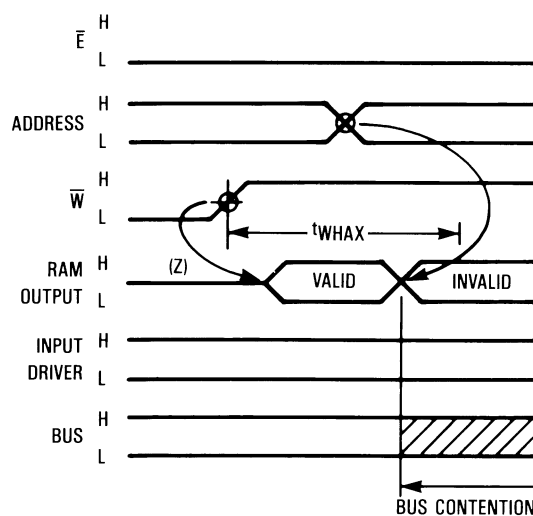 E H
L
ADDRESS H
L
W H
L
tWHAX
RAM OUTPUT H
L
(Z)
VALID
INVALID
INPUT DRIVER H
L
BUS H
L
BUS CONTENTION